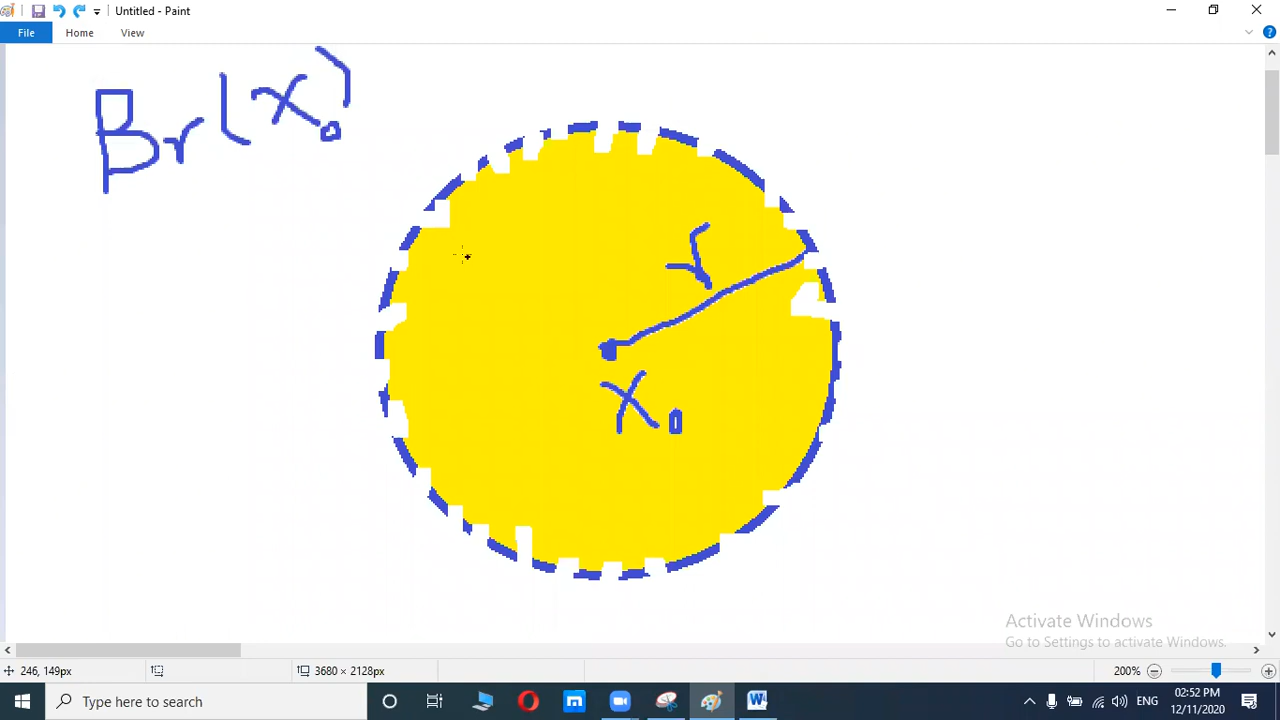 Untitled - Paint
File Home View
Br(x₀)
r
x₀
Activate Windows
Go to Settings to activate Windows.
246, 149px
3680 × 2128px
200%
Type here to search
ENG
02:52 PM
12/11/2020